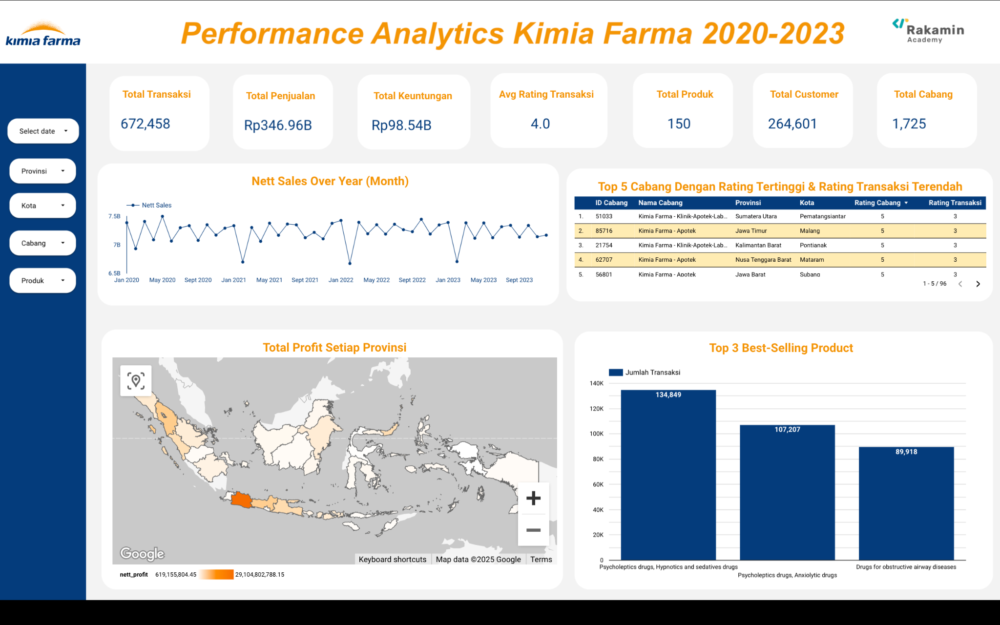 kimia farma
Performance Analytics Kimia Farma 2020-2023
Rakamin
Academy
Select date
Provinsi
Kota
Cabang
Produk
Total Transaksi
672,458
Total Penjualan
Rp346.96B
Total Keuntungan
Rp98.54B
Avg Rating Transaksi
4.0
Total Produk
150
Total Customer
264,601
Total Cabang
1,725
Nett Sales Over Year (Month)
Nett Sales
7.5B
7B
6.5B
Jan 2020 May 2020 Sept 2020 Jan 2021 May 2021 Sept 2021 Jan 2022 May 2022 Sept 2022 Jan 2023 May 2023 Sept 2023
Top 5 Cabang Dengan Rating Tertinggi & Rating Transaksi Terendah
ID Cabang Nama Cabang Provinsi Kota Rating Cabang Rating Transaksi
1. 51033 Kimia Farma - Klinik-Apotek-Lab... Sumatera Utara Pematangsiantar 5 3
2. 85716 Kimia Farma - Apotek Jawa Timur Malang 5 3
3. 21754 Kimia Farma - Klinik-Apotek-Lab... Kalimantan Barat Pontianak 5 3
4. 62707 Kimia Farma - Apotek Nusa Tenggara Barat Mataram 5 3
5. 56801 Kimia Farma - Apotek Jawa Barat Subang 5 3
1 - 5 / 96
Total Profit Setiap Provinsi
Google
Keyboard shortcuts Map data ©2025 Google Terms
nett_profit 619,155,804.45 29,104,802,788.15
Top 3 Best-Selling Product
Jumlah Transaksi
140K
120K
100K
80K
60K
40K
20K
0
134,849
107,207
89,918
Psycholeptics drugs, Hypnotics and sedatives drugs
Psycholeptics drugs, Anxiolytic drugs
Drugs for obstructive airway diseases